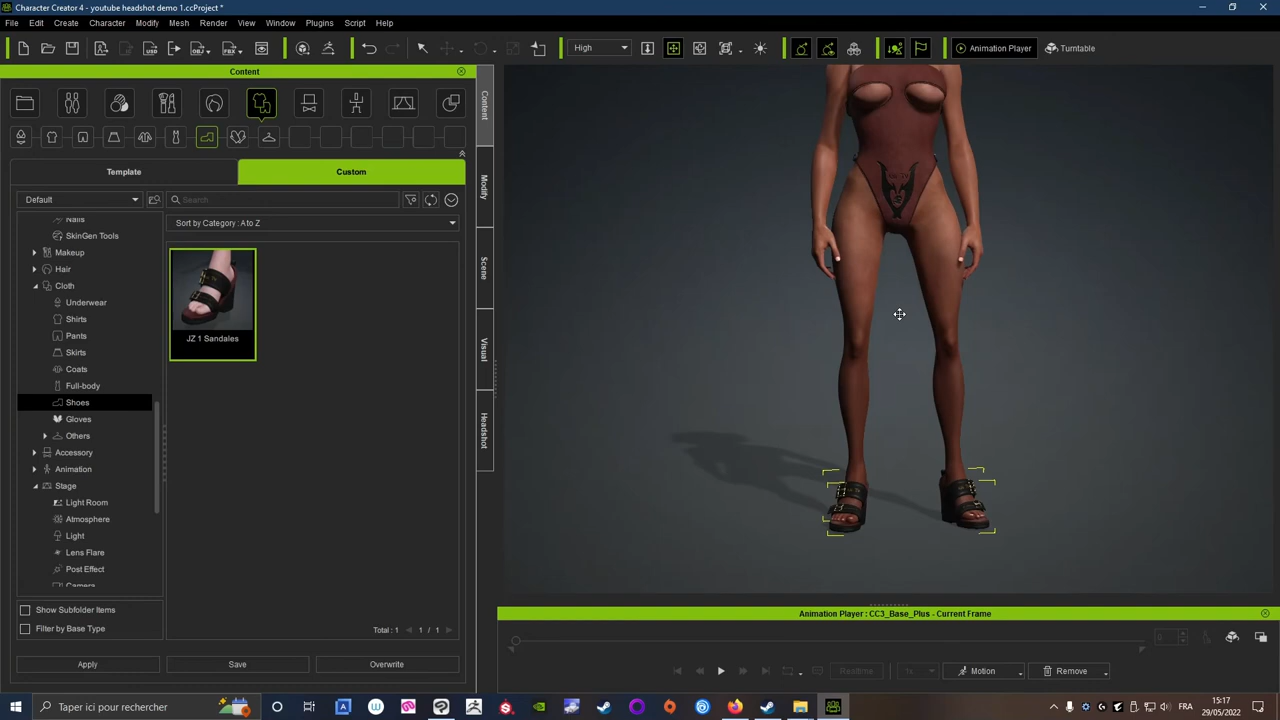 Character Creator 4 - youtube headshot demo 1.ccProject *
File Edit Create Character Modify Mesh Render View Window Plugins Script Help
High Animation Player Turntable
Content
Template Custom
Default Search
Sort by Category : A to Z
Nails
SkinGen Tools
Makeup
Hair
Cloth
Underwear
Shirts
Pants
Skirts
Coats
Full-body
Shoes
Gloves
Others
Accessory
Animation
Stage
Light Room
Atmosphere
Light
Lens Flare
Post Effect
Camera
JZ 1 Sandales
Show Subfolder Items
Filter by Base Type
Total : 1 1 / 1
Apply Save Overwrite
Content
Modify
Scene
Visual
Headshot
Animation Player : CC3_Base_Plus - Current Frame
0
Realtime 1x Motion Remove
Taper ici pour rechercher
FR
15:17
29/05/2022